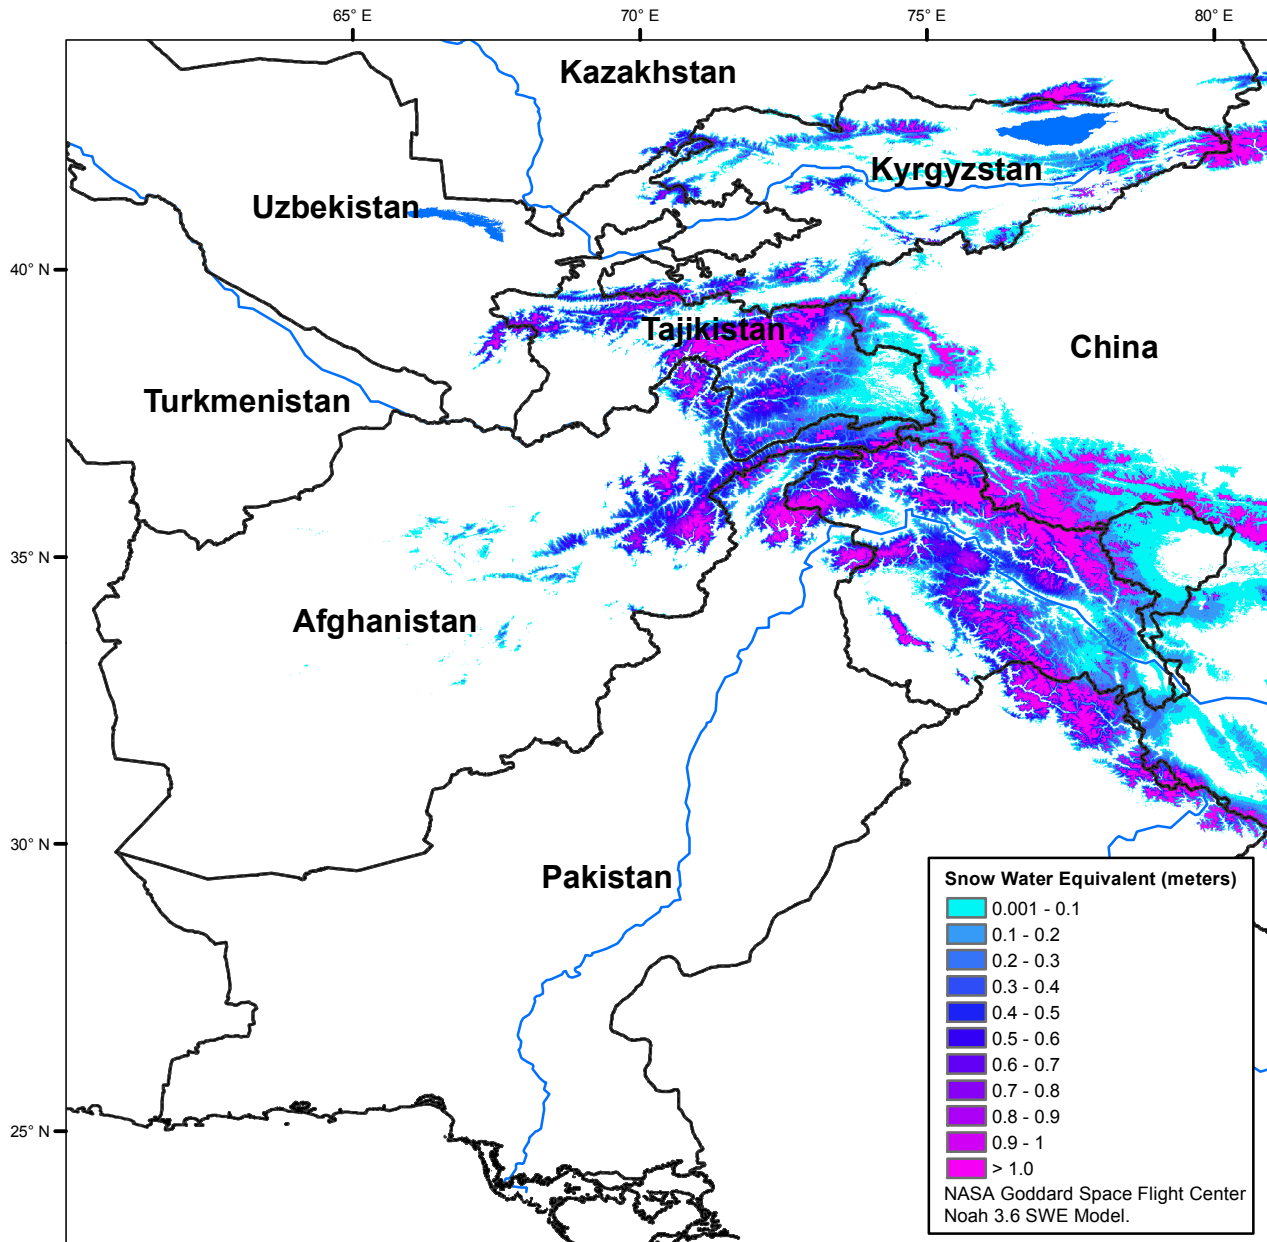 65° E
70° E
75° E
80° E
Kazakhstan
Kyrgyzstan
Uzbekistan
40° N
Tajikistan
China
Turkmenistan
35° N
Afghanistan
30° N
Pakistan
25° N
Snow Water Equivalent (meters)
0.001 - 0.1
0.1 - 0.2
0.2 - 0.3
0.3 - 0.4
0.4 - 0.5
0.5 - 0.6
0.6 - 0.7
0.7 - 0.8
0.8 - 0.9
0.9 - 1
> 1.0
NASA Goddard Space Flight Center
Noah 3.6 SWE Model.